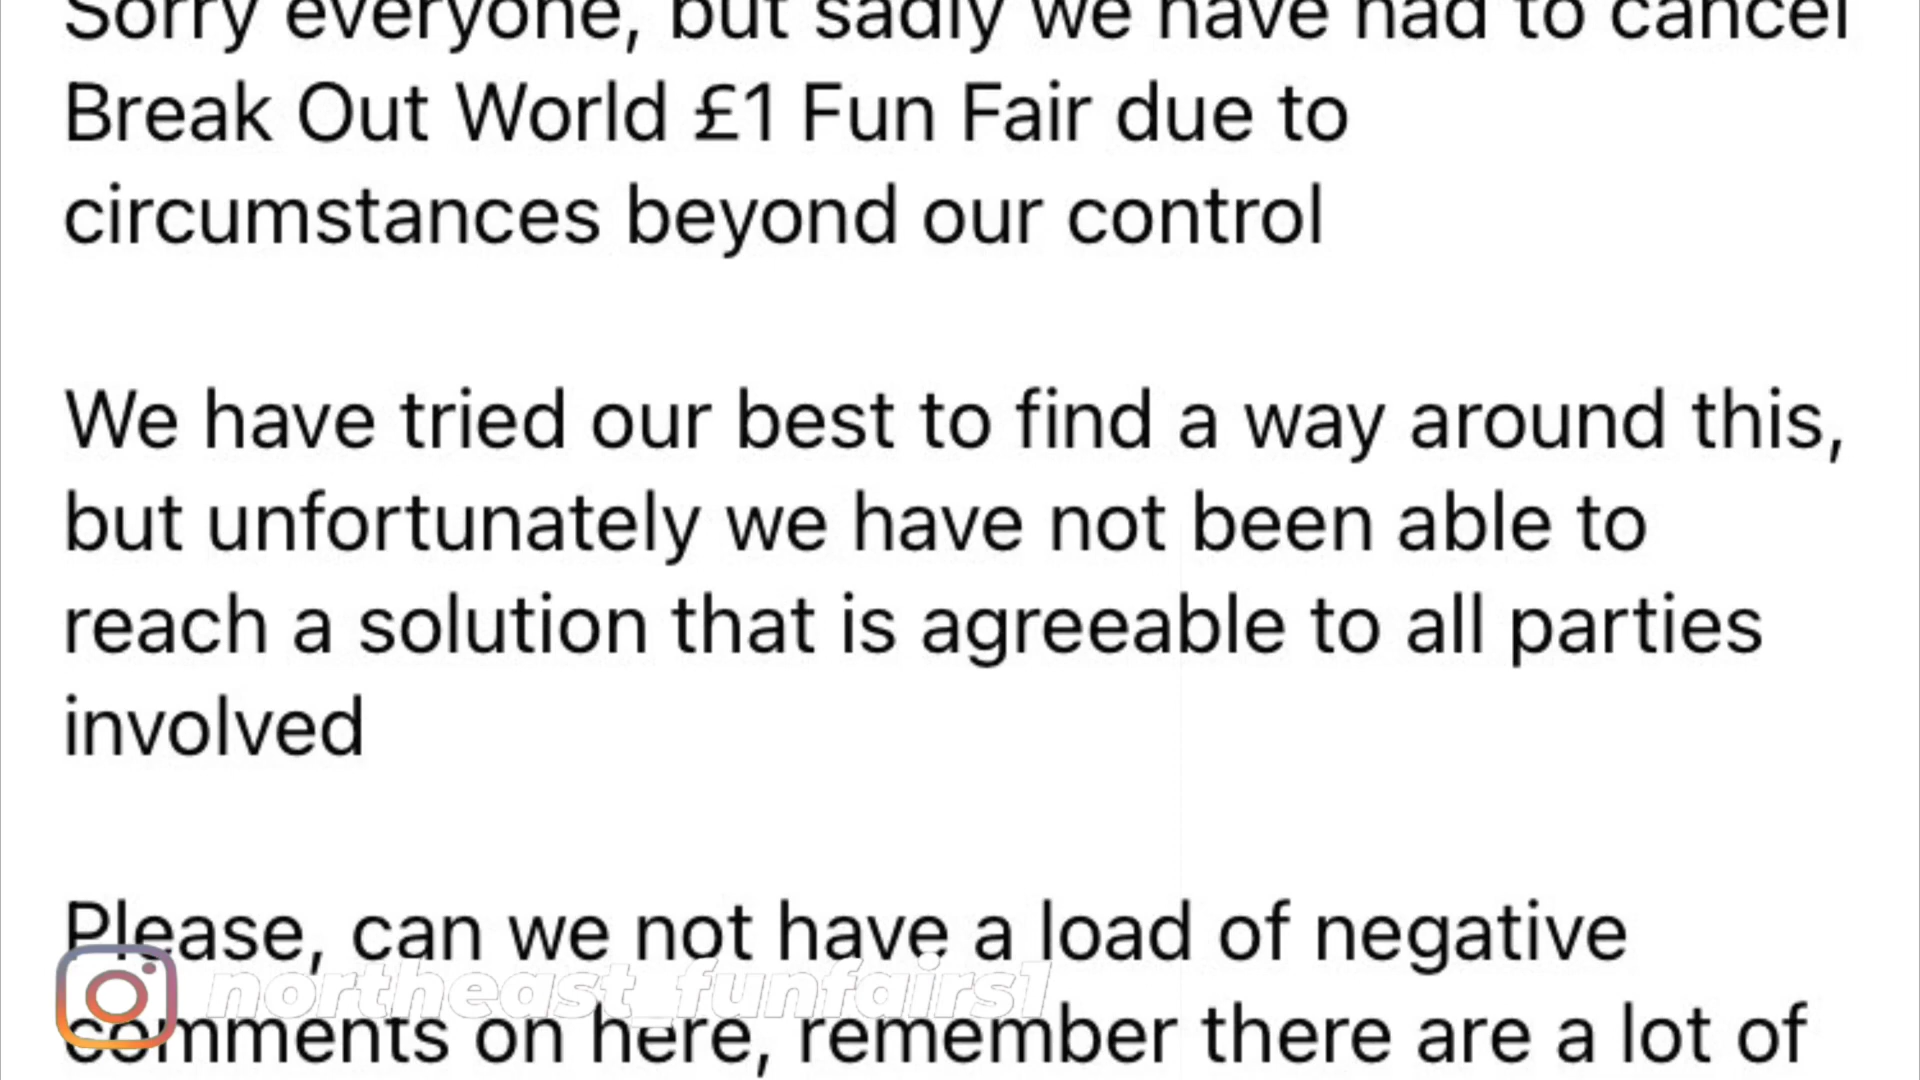 Sorry everyone, but sadly we have had to cancel
Break Out World £1 Fun Fair due to
circumstances beyond our control
We have tried our best to find a way around this,
but unfortunately we have not been able to
reach a solution that is agreeable to all parties
involved
Please, can we not have a load of negative
northeast_funfairs1
comments on here, remember there are a lot of